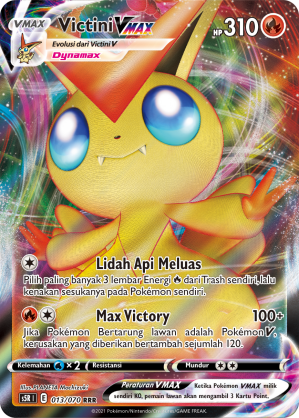 VMAX
Victini VMAX
HP 310
Evolusi dari Victini V
Dynamax
Lidah Api Meluas
Pilih paling banyak 3 lembar Energi dari Trash sendiri, lalu
kenakan sesukanya pada Pokémon sendiri.
Max Victory 100+
Jika Pokémon Bertarung lawan adalah Pokémon V,
kerusakan yang diberikan bertambah sejumlah 120.
Kelemahan ×2 Resistansi Mundur
s5R I E 013/070 RRR
Peraturan VMAX
Ketika Pokémon VMAX milik
sendiri KO, pemain lawan akan mengambil 3 Kartu Point.
©2021 Pokémon/Nintendo/Creatures/GAME FREAK.